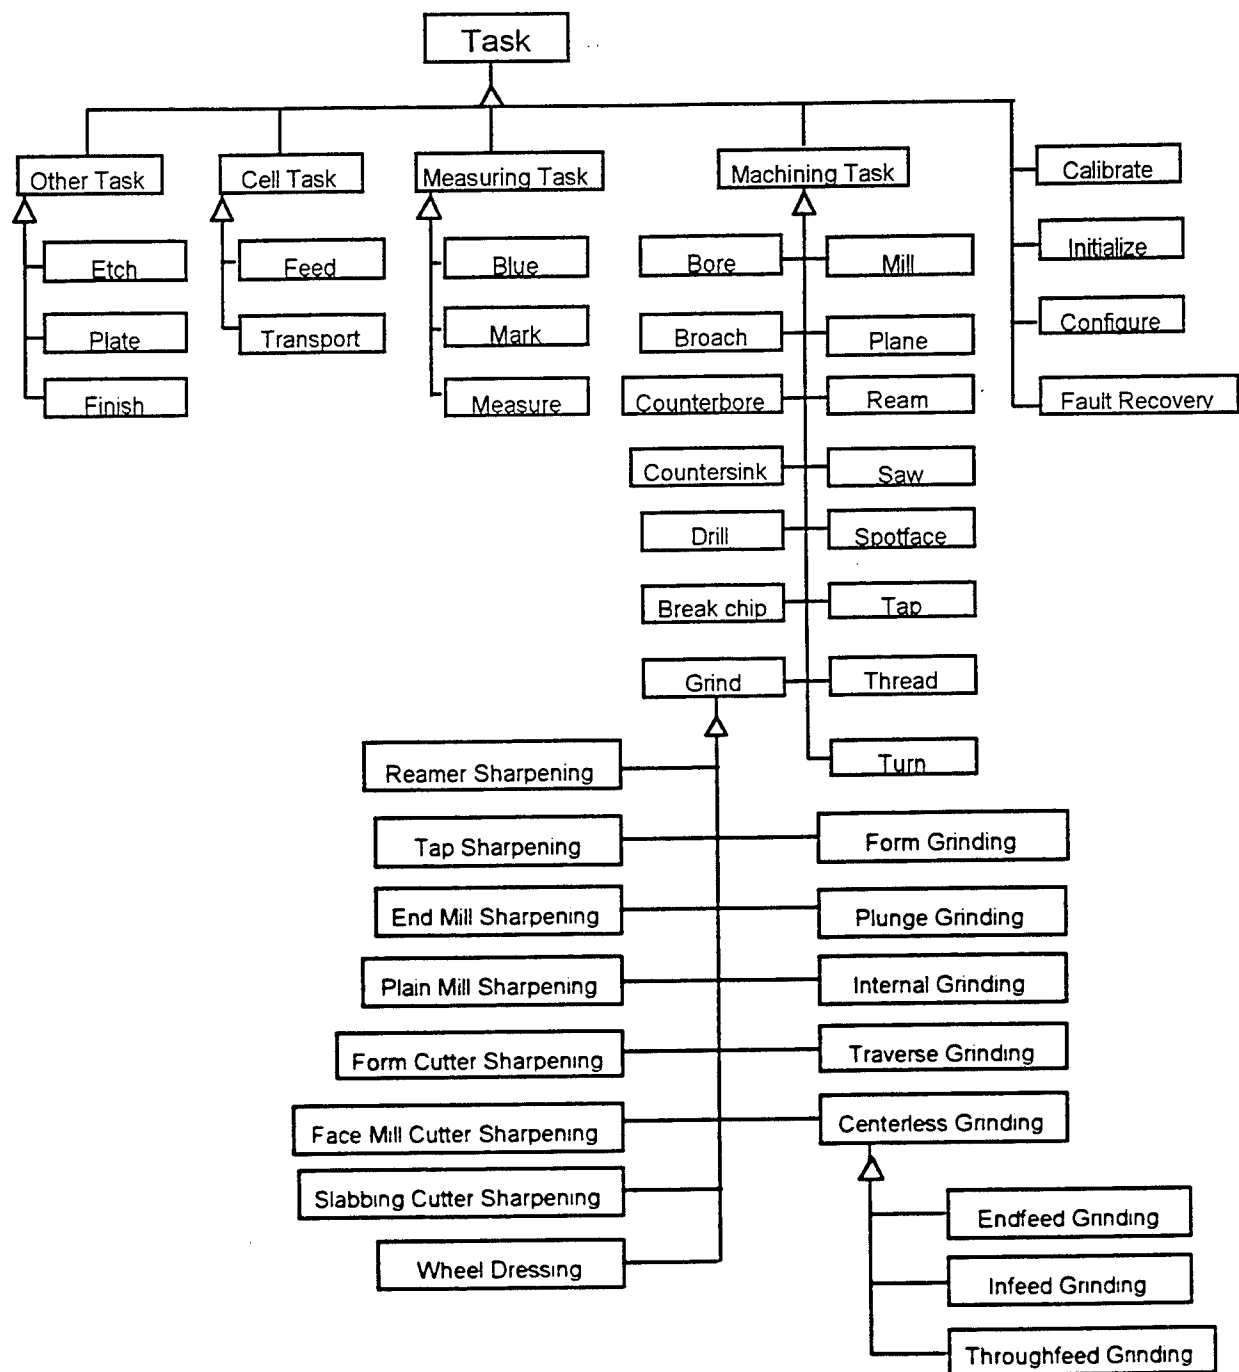 Task
Other Task
Cell Task
Measuring Task
Machining Task
Calibrate
Initialize
Configure
Fault Recovery
Etch
Plate
Finish
Feed
Transport
Blue
Mark
Measure
Bore
Mill
Broach
Plane
Counterbore
Ream
Countersink
Saw
Drill
Spotface
Break chip
Tap
Grind
Thread
Turn
Reamer Sharpening
Tap Sharpening
Form Grinding
End Mill Sharpening
Plunge Grinding
Plain Mill Sharpening
Internal Grinding
Form Cutter Sharpening
Traverse Grinding
Face Mill Cutter Sharpening
Centerless Grinding
Slabbing Cutter Sharpening
Wheel Dressing
Endfeed Grinding
Infeed Grinding
Throughfeed Grinding